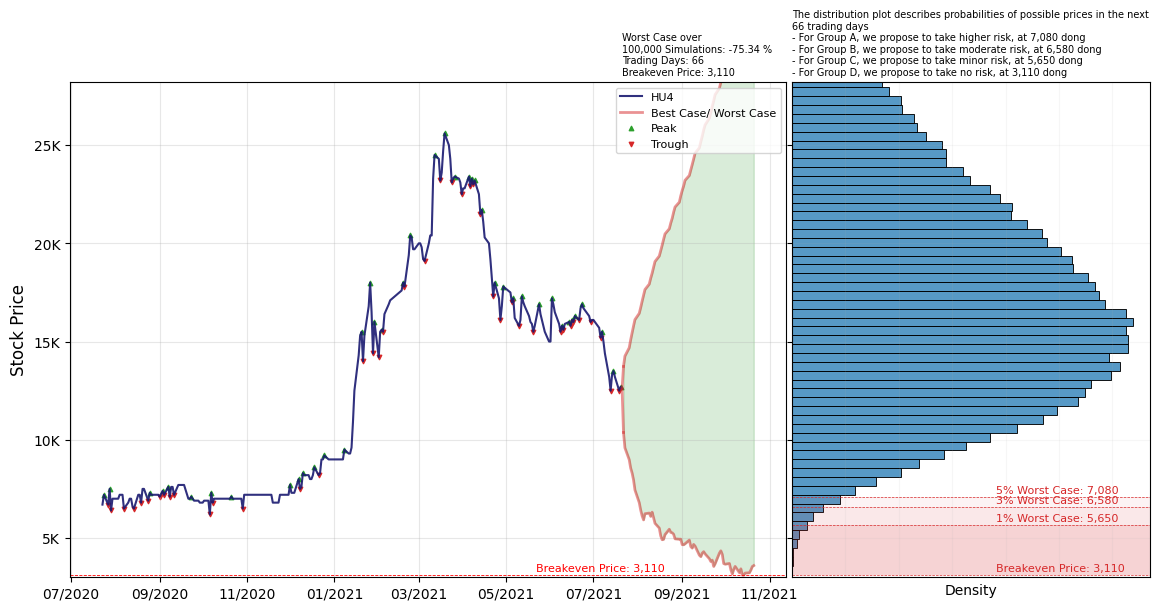 The distribution plot describes probabilities of possible prices in the next
66 trading days
- For Group A, we propose to take higher risk, at 7,080 dong
- For Group B, we propose to take moderate risk, at 6,580 dong
- For Group C, we propose to take minor risk, at 5,650 dong
- For Group D, we propose to take no risk, at 3,110 dong
Worst Case over
100,000 Simulations: -75.34 %
Trading Days: 66
Breakeven Price: 3,110
HU4
Best Case/ Worst Case
Peak
Trough
Stock Price
25K
20K
15K
10K
5K
Breakeven Price: 3,110
07/2020
09/2020
11/2020
01/2021
03/2021
05/2021
07/2021
09/2021
11/2021
5% Worst Case: 7,080
3% Worst Case: 6,580
1% Worst Case: 5,650
Breakeven Price: 3,110
Density